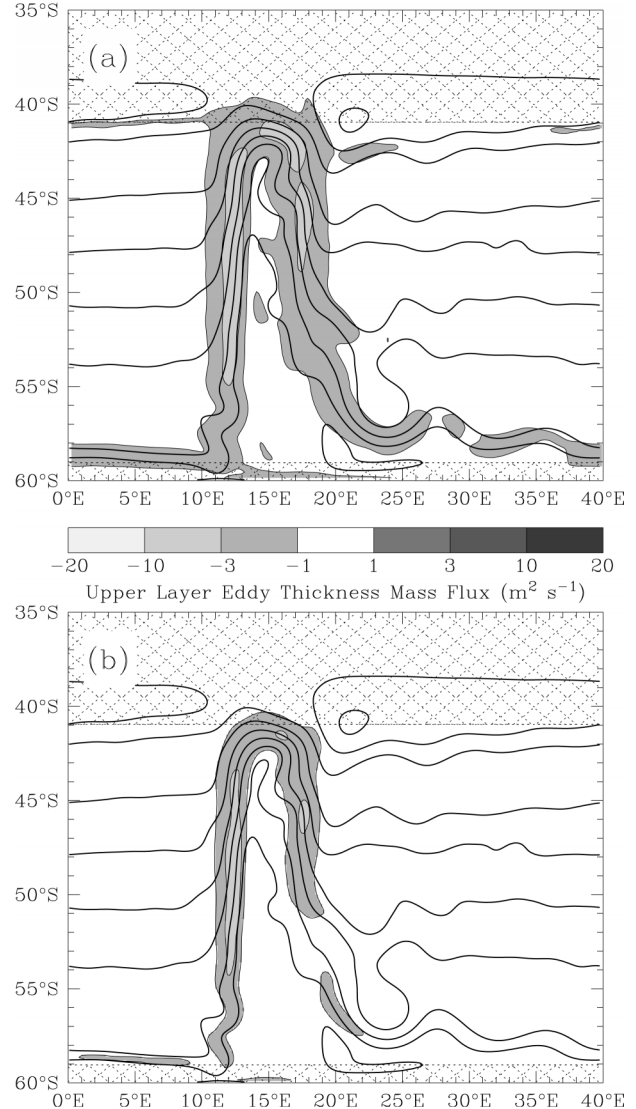 35°S
(a)
40°S
45°S
50°S
55°S
60°S
0°E 5°E 10°E 15°E 20°E 25°E 30°E 35°E 40°E
−20 −10 −3 −1 1 3 10 20
Upper Layer Eddy Thickness Mass Flux (m² s⁻¹)
35°S
(b)
40°S
45°S
50°S
55°S
60°S
0°E 5°E 10°E 15°E 20°E 25°E 30°E 35°E 40°E